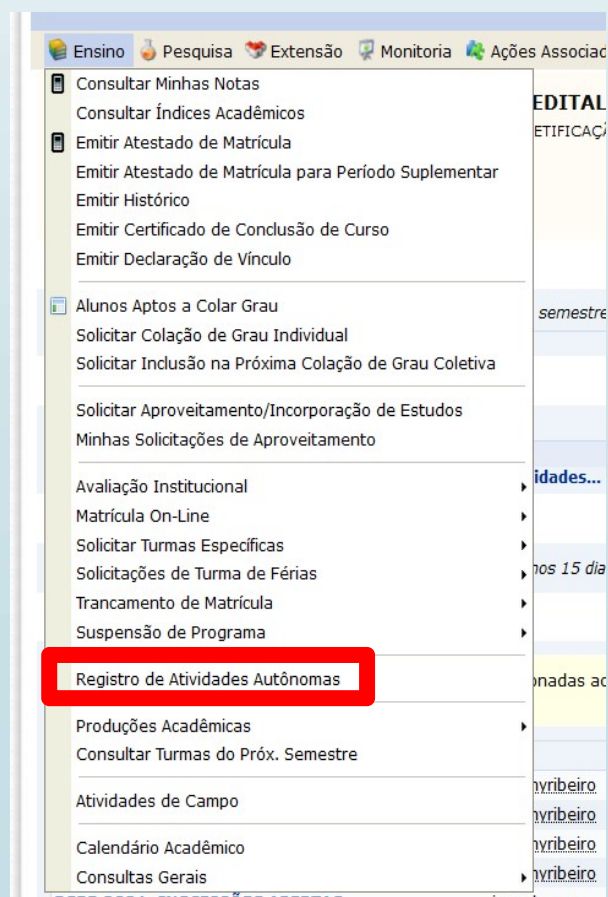 Ensino Pesquisa Extensão Monitoria Ações Associad
Consultar Minhas Notas
Consultar Índices Acadêmicos
EDITAL
Emitir Atestado de Matrícula
ETIFICAÇÃ
Emitir Atestado de Matrícula para Período Suplementar
Emitir Histórico
Emitir Certificado de Conclusão de Curso
Emitir Declaração de Vínculo
Alunos Aptos a Colar Grau
semestre
Solicitar Colação de Grau Individual
Solicitar Inclusão na Próxima Colação de Grau Coletiva
Solicitar Aproveitamento/Incorporação de Estudos
Minhas Solicitações de Aproveitamento
Avaliação Institucional
idades...
Matrícula On-Line
Solicitar Turmas Específicas
Solicitações de Turma de Férias
nos 15 dia
Trancamento de Matrícula
Suspensão de Programa
Registro de Atividades Autônomas
onadas ao
Produções Acadêmicas
Consultar Turmas do Próx. Semestre
nyribeiro
Atividades de Campo
nyribeiro
Calendário Acadêmico
nyribeiro
Consultas Gerais
nyribeiro